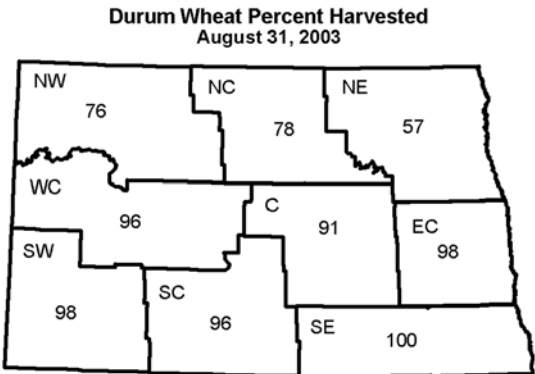 Durum Wheat Percent Harvested
August 31, 2003
NW
NC
NE
76
78
57
WC
96
C
91
EC
98
SW
98
SC
96
SE
100